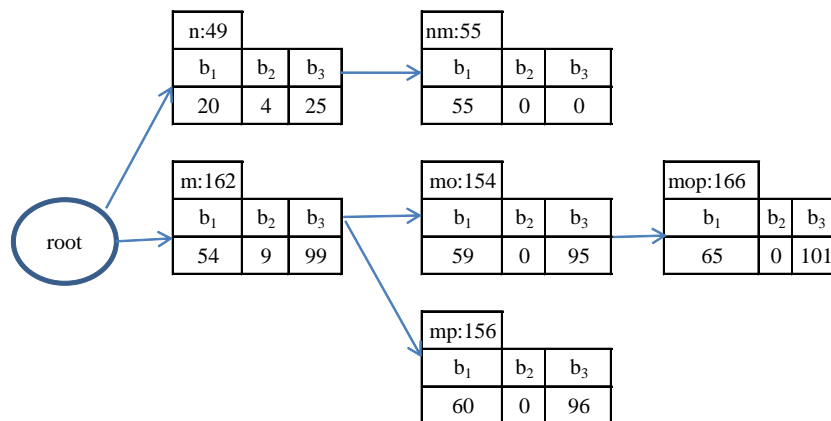 n:49
b₁ b₂ b₃
20 4 25
nm:55
b₁ b₂ b₃
55 0 0
root
m:162
b₁ b₂ b₃
54 9 99
mo:154
b₁ b₂ b₃
59 0 95
mop:166
b₁ b₂ b₃
65 0 101
mp:156
b₁ b₂ b₃
60 0 96